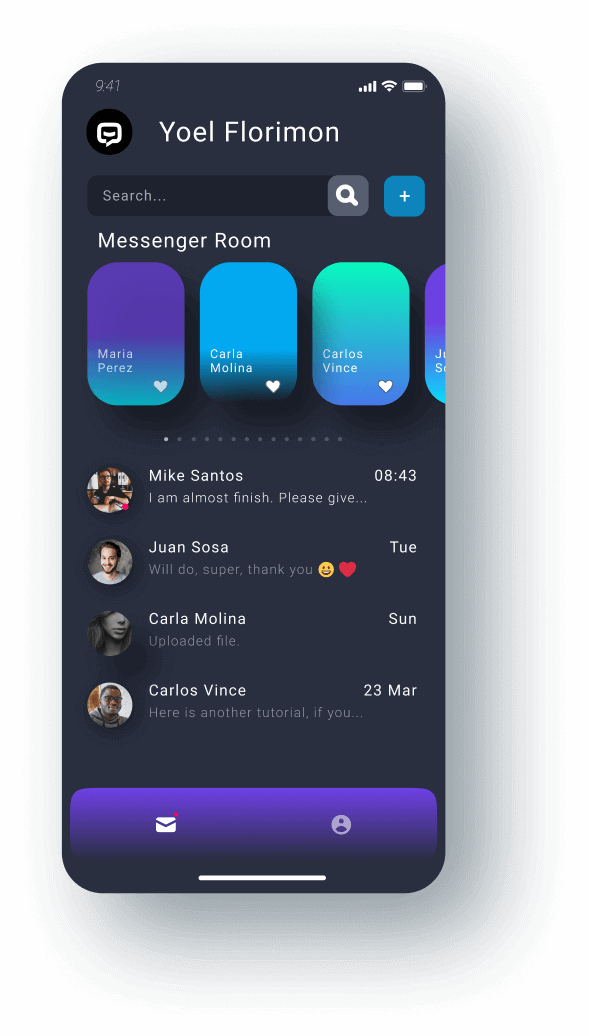 9:41
Yoel Florimon
Search...
+
Messenger Room
Maria
Perez
Carla
Molina
Carlos
Vince
Mike Santos 08:43
I am almost finish. Please give...
Juan Sosa Tue
Will do, super, thank you 😀 ❤️
Carla Molina Sun
Uploaded file.
Carlos Vince 23 Mar
Here is another tutorial, if you...